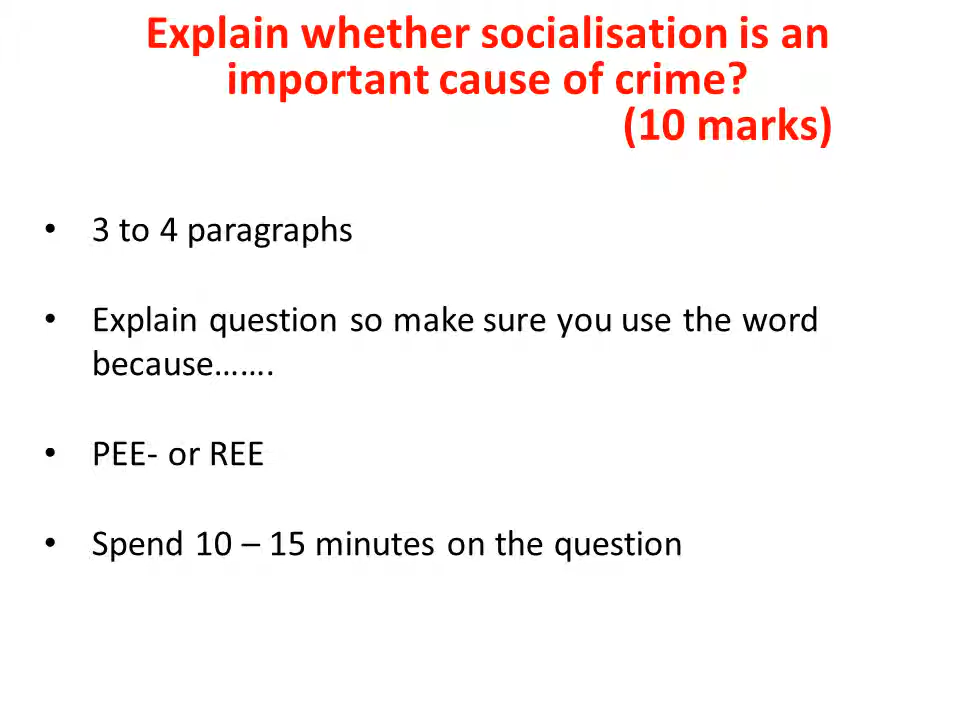 Explain whether socialisation is an
important cause of crime?
(10 marks)
• 3 to 4 paragraphs
• Explain question so make sure you use the word
because…….
• PEE- or REE
• Spend 10 – 15 minutes on the question